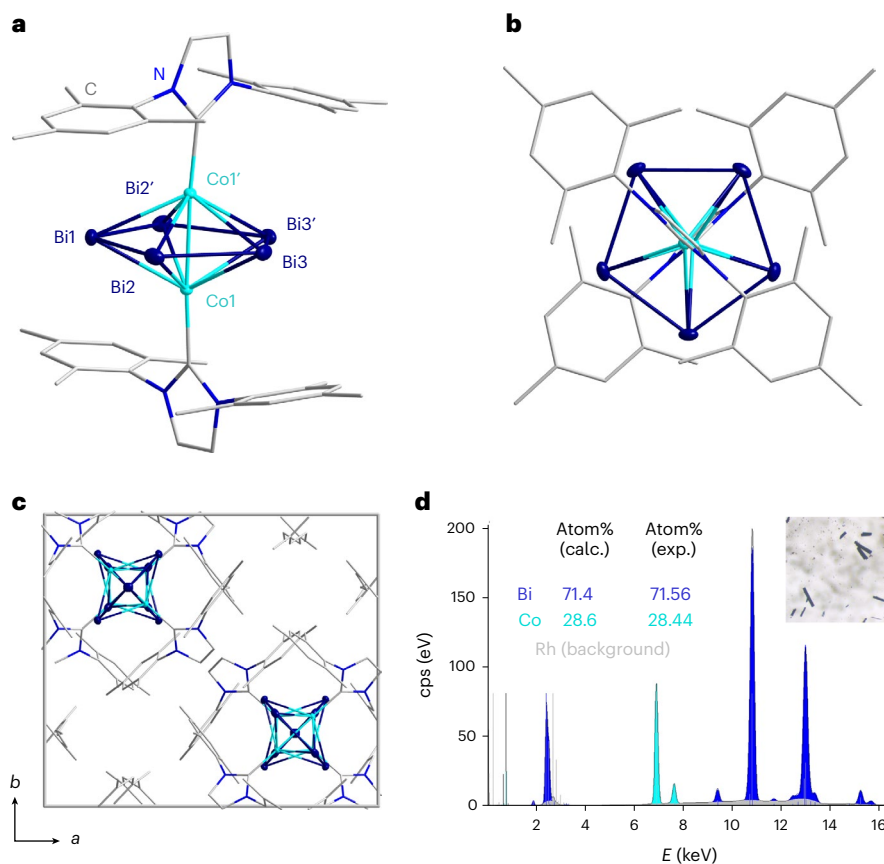 a
N
C
Bi2′
Co1′
Bi1
Bi3′
Bi3
Bi2
Co1
b
c
b
a
d
200
150
100
50
0
cps (eV)
Atom% Atom%
(calc.) (exp.)
Bi 71.4 71.56
Co 28.6 28.44
Rh (background)
2 4 6 8 10 12 14 16
E (keV)